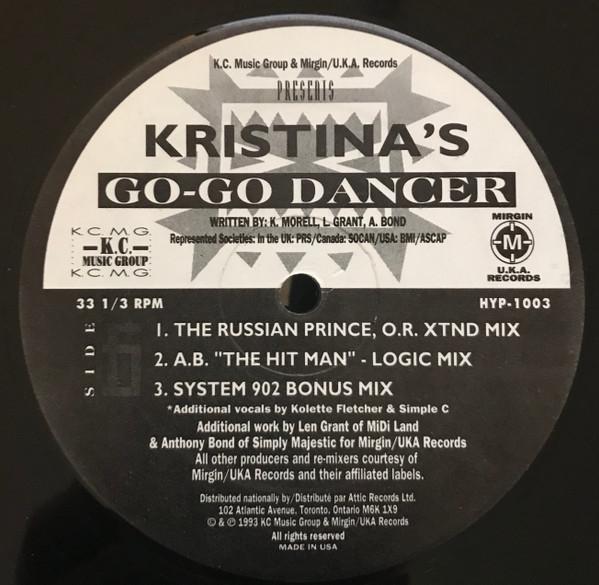 K.C. Music Group & Mirgin/U.K.A. Records
PRESENTS
KRISTINA'S
GO-GO DANCER
WRITTEN BY: K. MORELL, L. GRANT, A. BOND
Represented Societies: In the UK: PRS/Canada: SOCAN/USA: BMI/ASCAP
K.C.M.G.
–K.C.–
MUSIC GROUP
K.C.M.G.
MIRGIN
-M-
U.K.A.
RECORDS
33 1/3 RPM
HYP-1003
SIDE
1. THE RUSSIAN PRINCE, O.R. XTND MIX
2. A.B. "THE HIT MAN" - LOGIC MIX
3. SYSTEM 902 BONUS MIX
*Additional vocals by Kolette Fletcher & Simple C
Additional work by Len Grant of MiDi Land
& Anthony Bond of Simply Majestic for Mirgin/UKA Records
All other producers and re-mixers courtesy of
Mirgin/UKA Records and their affiliated labels.
Distributed nationally by/Distribué par Attic Records Ltd.
102 Atlantic Avenue, Toronto, Ontario M6K 1X9
© & ℗ 1993 KC Music Group & Mirgin/UKA Records
All rights reserved
MADE IN USA